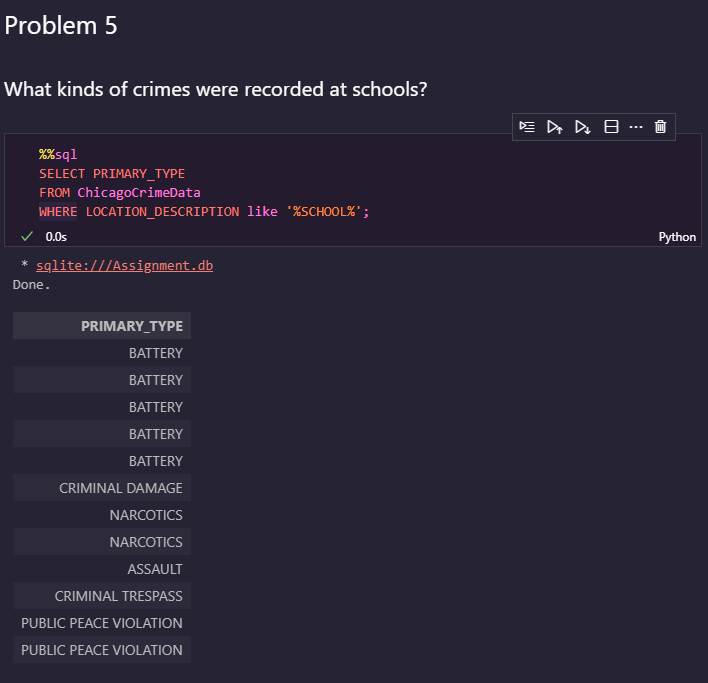 Problem 5
What kinds of crimes were recorded at schools?
%%sql
SELECT PRIMARY_TYPE
FROM ChicagoCrimeData
WHERE LOCATION_DESCRIPTION like '%SCHOOL%';
0.0s
Python
* sqlite:///Assignment.db
Done.
PRIMARY_TYPE
BATTERY
BATTERY
BATTERY
BATTERY
BATTERY
CRIMINAL DAMAGE
NARCOTICS
NARCOTICS
ASSAULT
CRIMINAL TRESPASS
PUBLIC PEACE VIOLATION
PUBLIC PEACE VIOLATION